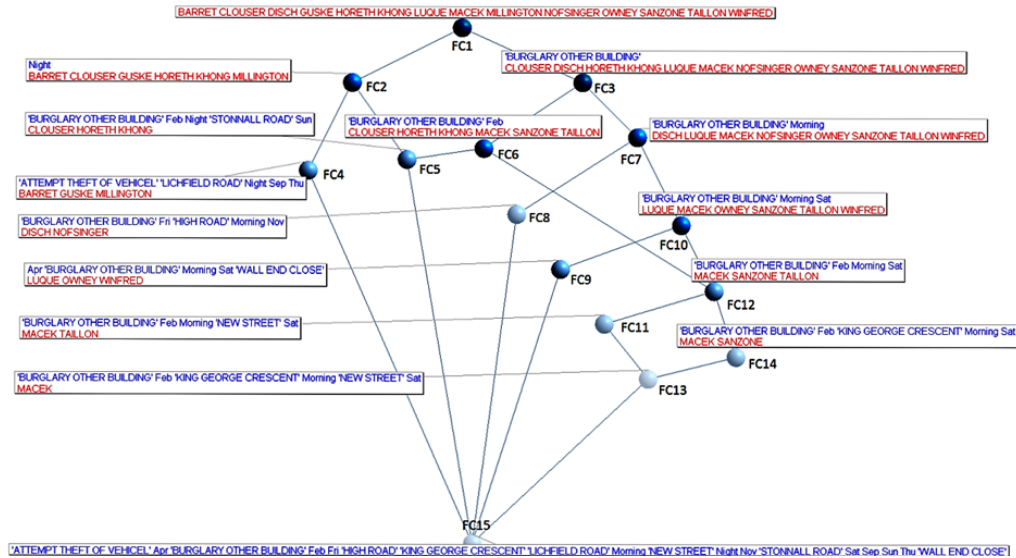 BARRET CLOUSER DISCH GUSKE HORETH KHONG LUQUE MACEK MILLINGTON NOFSINGER OWNEY SANZONE TAILLON WINFRED
FC1
Night
BARRET CLOUSER GUSKE HORETH KHONG MILLINGTON
FC2
'BURGLARY OTHER BUILDING'
CLOUSER DISCH HORETH KHONG LUQUE MACEK NOFSINGER OWNEY SANZONE TAILLON WINFRED
FC3
'BURGLARY OTHER BUILDING' Feb Night 'STONNALL ROAD' Sun
CLOUSER HORETH KHONG
'BURGLARY OTHER BUILDING' Feb
CLOUSER HORETH KHONG MACEK SANZONE TAILLON
'BURGLARY OTHER BUILDING' Morning
DISCH LUQUE MACEK NOFSINGER OWNEY SANZONE TAILLON WINFRED
FC6
FC7
FC5
FC4
'ATTEMPT THEFT OF VEHICEL' 'LICHFIELD ROAD' Night Sep Thu
BARRET GUSKE MILLINGTON
'BURGLARY OTHER BUILDING' Morning Sat
LUQUE MACEK OWNEY SANZONE TAILLON WINFRED
'BURGLARY OTHER BUILDING' Fri 'HIGH ROAD' Morning Nov
DISCH NOFSINGER
FC8
FC10
Apr 'BURGLARY OTHER BUILDING' Morning Sat 'WALL END CLOSE'
LUQUE OWNEY WINFRED
FC9
'BURGLARY OTHER BUILDING' Feb Morning Sat
MACEK SANZONE TAILLON
FC12
'BURGLARY OTHER BUILDING' Feb Morning 'NEW STREET' Sat
MACEK TAILLON
FC11
'BURGLARY OTHER BUILDING' Feb 'KING GEORGE CRESCENT' Morning Sat
MACEK SANZONE
FC14
'BURGLARY OTHER BUILDING' Feb 'KING GEORGE CRESCENT' Morning 'NEW STREET' Sat
MACEK
FC13
FC15
'ATTEMPT THEFT OF VEHICEL' Apr 'BURGLARY OTHER BUILDING' Feb Fri 'HIGH ROAD' 'KING GEORGE CRESCENT' 'LICHFIELD ROAD' Morning 'NEW STREET' Night Nov 'STONNALL ROAD' Sat Sep Sun Thu 'WALL END CLOSE'